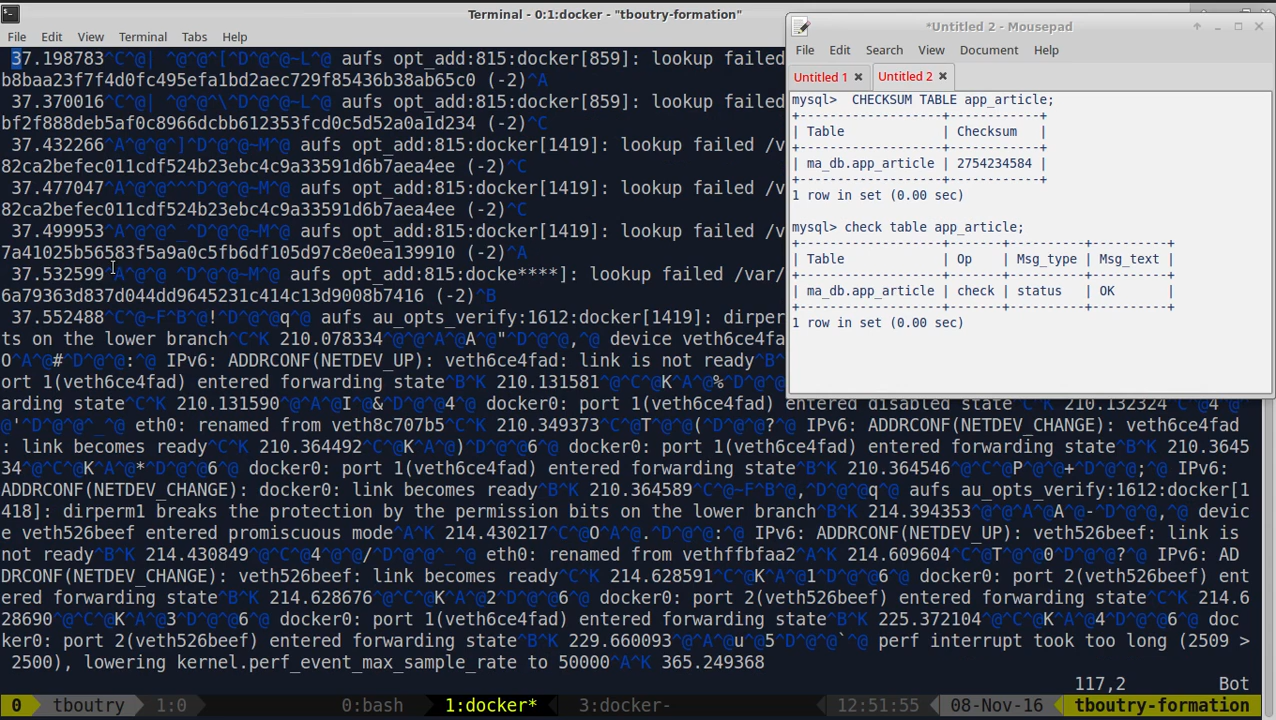 Terminal - 0:1:docker - "tboutry-formation"
File Edit View Terminal Tabs Help
37.198783^C^@| ^@^@^[^D^@^@~L^@ aufs opt_add:815:docker[859]: lookup failed
b8baa23f7f4d0fc495efa1bd2aec729f85436b38ab65c0 (-2)^A
37.370016^C^@| ^@^@^\^D^@^@~L^@ aufs opt_add:815:docker[859]: lookup failed
bf2f888deb5af0c8966dcbb612353fcd0c5d52a0a1d234 (-2)^C
37.432266^A^@^@^]^D^@^@~M^@ aufs opt_add:815:docker[1419]: lookup failed /v
82ca2befec011cdf524b23ebc4c9a33591d6b7aea4ee (-2)^C
37.477047^A^@^@^^^D^@^@~M^@ aufs opt_add:815:docker[1419]: lookup failed /v
82ca2befec011cdf524b23ebc4c9a33591d6b7aea4ee (-2)^C
37.499953^A^@^@^_^D^@^@~M^@ aufs opt_add:815:docker[1419]: lookup failed /v
7a41025b56583f5a9a0c5fb6df105d97c8e0ea139910 (-2)^A
37.532599^A^@^@ ^D^@^@~M^@ aufs opt_add:815:docke****]: lookup failed /var/
6a79363d837d044dd9645231c414c13d9008b7416 (-2)^B
37.552488^C^@~F^B^@!^D^@^@q^@ aufs au_opts_verify:1612:docker[1419]: dirper
ts on the lower branch^C^K 210.078334^@^@^@^A^@A^@"^D^@^@,^@ device veth6ce4fa
O^A^@#^D^@^@:^@ IPv6: ADDRCONF(NETDEV_UP): veth6ce4fad: link is not ready^B^
ort 1(veth6ce4fad) entered forwarding state^B^K 210.131581^@^C^@K^A^@%^D^@^@
arding state^C^K 210.131590^@^A^@I^@&^D^@^@4^@ docker0: port 1(veth6ce4fad) entered disabled state^C^K 210.132324^C^@4^@
@'^D^@^@^_^@ eth0: renamed from veth8c707b5^C^K 210.349373^C^@T^@^@(^D^@^@?^@ IPv6: ADDRCONF(NETDEV_CHANGE): veth6ce4fad
: link becomes ready^C^K 210.364492^@^C^@K^A^@)^D^@^@6^@ docker0: port 1(veth6ce4fad) entered forwarding state^B^K 210.3645
34^@^C^@K^A^@*^D^@^@6^@ docker0: port 1(veth6ce4fad) entered forwarding state^B^K 210.364546^@^C^@P^@^@+^D^@^@;^@ IPv6:
ADDRCONF(NETDEV_CHANGE): docker0: link becomes ready^B^K 210.364589^C^@~F^B^@,^D^@^@q^@ aufs au_opts_verify:1612:docker[1
418]: dirperm1 breaks the protection by the permission bits on the lower branch^B^K 214.394353^@^@^@A^@-^D^@^@,^@ devic
e veth526beef entered promiscuous mode^A^K 214.430217^C^@O^A^@.^D^@^@:^@ IPv6: ADDRCONF(NETDEV_UP): veth526beef: link is
not ready^B^K 214.430849^@^C^@4^@^@/^D^@^@^_^@ eth0: renamed from vethffbfaa2^A^K 214.609604^C^@T^@^@0^D^@^@?^@ IPv6: AD
DRCONF(NETDEV_CHANGE): veth526beef: link becomes ready^C^K 214.628591^@^C^@K^A^@1^D^@^@6^@ docker0: port 2(veth526beef) ent
ered forwarding state^B^K 214.628676^@^C^@K^A^@2^D^@^@6^@ docker0: port 2(veth526beef) entered forwarding state^C^K 214.6
28690^@^C^@K^A^@3^D^@^@6^@ docker0: port 1(veth6ce4fad) entered forwarding state^B^K 225.372104^@^C^@K^A^@4^D^@^@6^@ doc
ker0: port 2(veth526beef) entered forwarding state^B^K 229.660093^@^A^@u^@5^D^@^@`^@ perf interrupt took too long (2509 >
2500), lowering kernel.perf_event_max_sample_rate to 50000^A^K 365.249368
117,2 Bot
0 tboutry 1:0 0:bash 1:docker* 3:docker- 12:51:55 08-Nov-16 tboutry-formation
*Untitled 2 - Mousepad
File Edit Search View Document Help
Untitled 1 Untitled 2
mysql>  CHECKSUM TABLE app_article;
+-------------------+------------+
| Table             | Checksum   |
+-------------------+------------+
| ma_db.app_article | 2754234584 |
+-------------------+------------+
1 row in set (0.00 sec)
mysql> check table app_article;
+-------------------+-------+----------+----------+
| Table             | Op    | Msg_type | Msg_text |
+-------------------+-------+----------+----------+
| ma_db.app_article | check | status   | OK       |
+-------------------+-------+----------+----------+
1 row in set (0.00 sec)